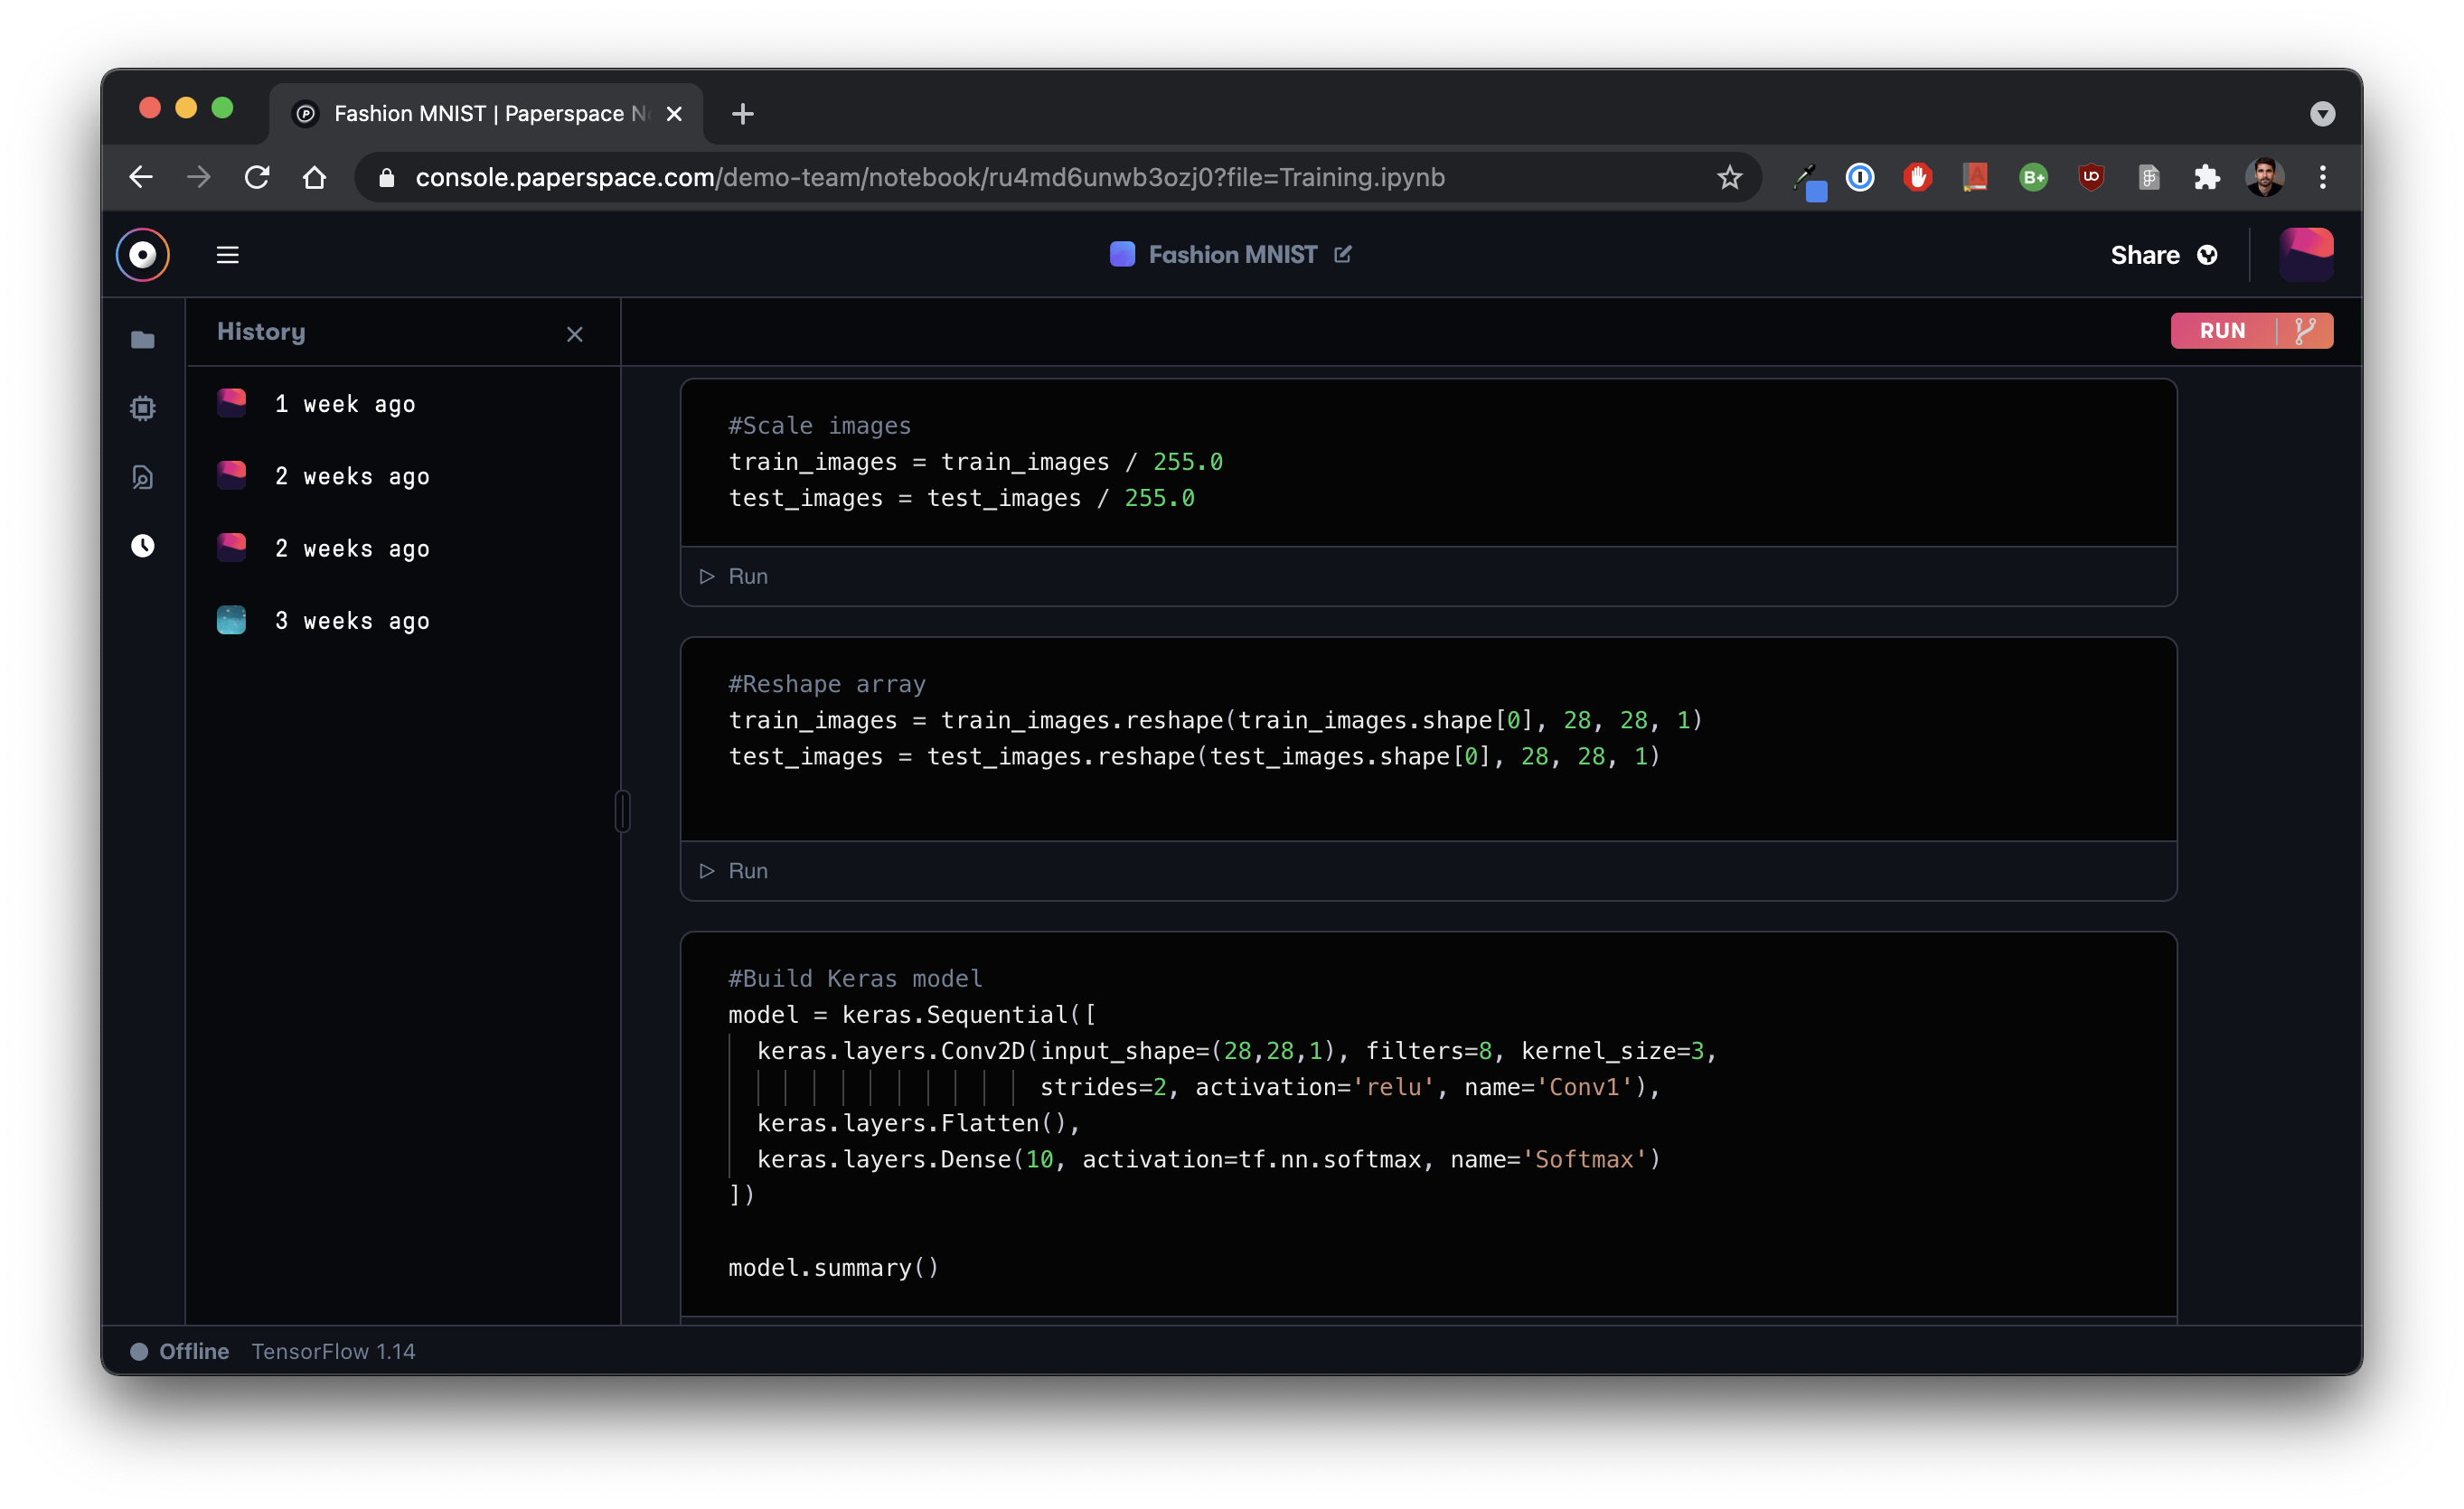 Fashion MNIST | Paperspace N
console.paperspace.com/demo-team/notebook/ru4md6unwb3ozj0?file=Training.ipynb
B+
UO
Fashion MNIST
Share
History
RUN
1 week ago
2 weeks ago
2 weeks ago
3 weeks ago
#Scale images
train_images = train_images / 255.0
test_images = test_images / 255.0
Run
#Reshape array
train_images = train_images.reshape(train_images.shape[0], 28, 28, 1)
test_images = test_images.reshape(test_images.shape[0], 28, 28, 1)
Run
#Build Keras model
model = keras.Sequential([
keras.layers.Conv2D(input_shape=(28,28,1), filters=8, kernel_size=3,
strides=2, activation='relu', name='Conv1'),
keras.layers.Flatten(),
keras.layers.Dense(10, activation=tf.nn.softmax, name='Softmax')
])
model.summary()
Offline TensorFlow 1.14